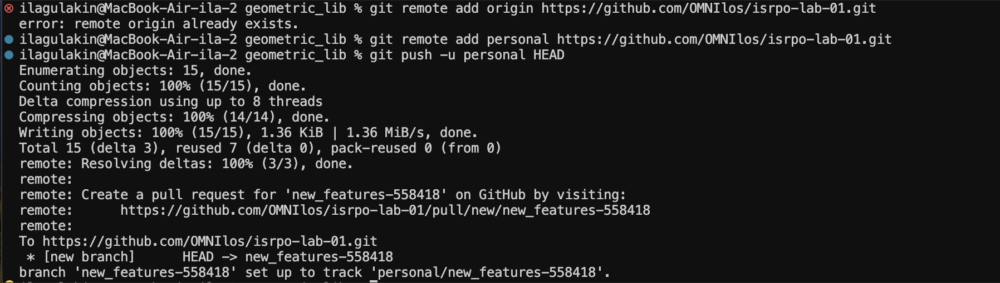 ilagulakin@MacBook-Air-ila-2 geometric_lib % git remote add origin https://github.com/OMNIlos/isrpo-lab-01.git
error: remote origin already exists.
ilagulakin@MacBook-Air-ila-2 geometric_lib % git remote add personal https://github.com/OMNIlos/isrpo-lab-01.git
ilagulakin@MacBook-Air-ila-2 geometric_lib % git push -u personal HEAD
Enumerating objects: 15, done.
Counting objects: 100% (15/15), done.
Delta compression using up to 8 threads
Compressing objects: 100% (14/14), done.
Writing objects: 100% (15/15), 1.36 KiB | 1.36 MiB/s, done.
Total 15 (delta 3), reused 7 (delta 0), pack-reused 0 (from 0)
remote: Resolving deltas: 100% (3/3), done.
remote:
remote: Create a pull request for 'new_features-558418' on GitHub by visiting:
remote:      https://github.com/OMNIlos/isrpo-lab-01/pull/new/new_features-558418
remote:
To https://github.com/OMNIlos/isrpo-lab-01.git
 * [new branch]      HEAD -> new_features-558418
branch 'new_features-558418' set up to track 'personal/new_features-558418'.